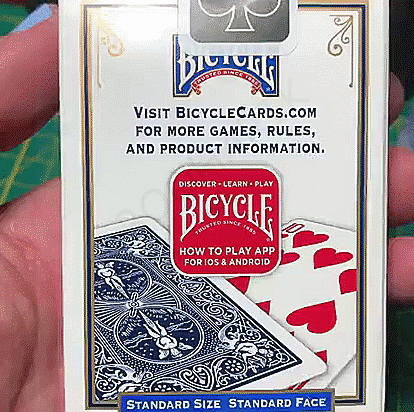 BICYCLE
TRUSTED SINCE 1885
VISIT BICYCLECARDS.COM
FOR MORE GAMES, RULES,
AND PRODUCT INFORMATION.
DISCOVER • LEARN • PLAY
BICYCLE
TRUSTED SINCE 1885
HOW TO PLAY APP
FOR IOS & ANDROID
STANDARD SIZE STANDARD FACE